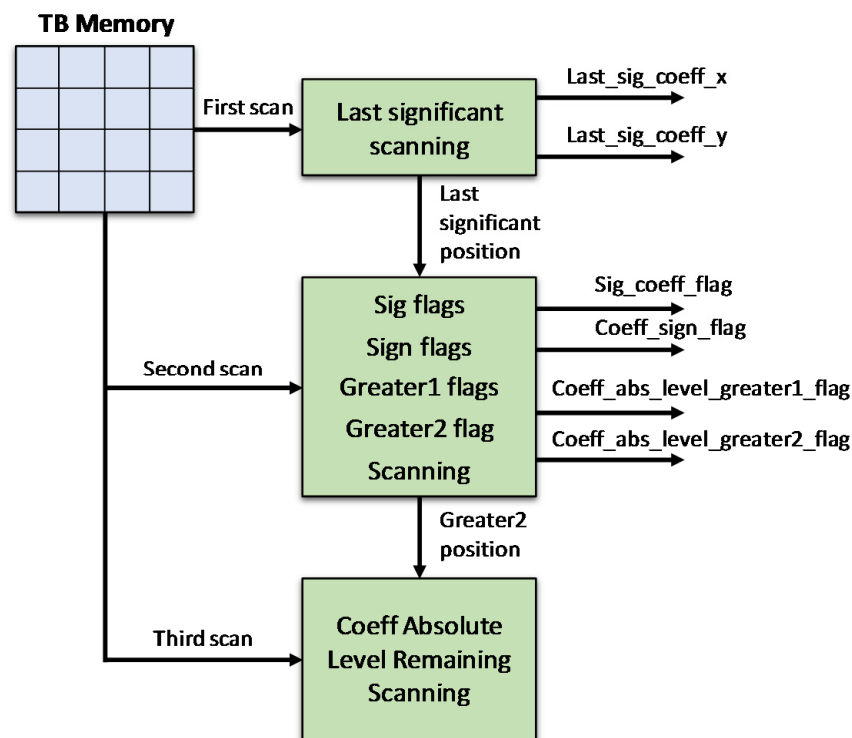 TB Memory
First scan
Last significant
scanning
Last_sig_coeff_x
Last_sig_coeff_y
Last
significant
position
Second scan
Sig flags
Sign flags
Greater1 flags
Greater2 flag
Scanning
Sig_coeff_flag
Coeff_sign_flag
Coeff_abs_level_greater1_flag
Coeff_abs_level_greater2_flag
Greater2
position
Third scan
Coeff Absolute
Level Remaining
Scanning